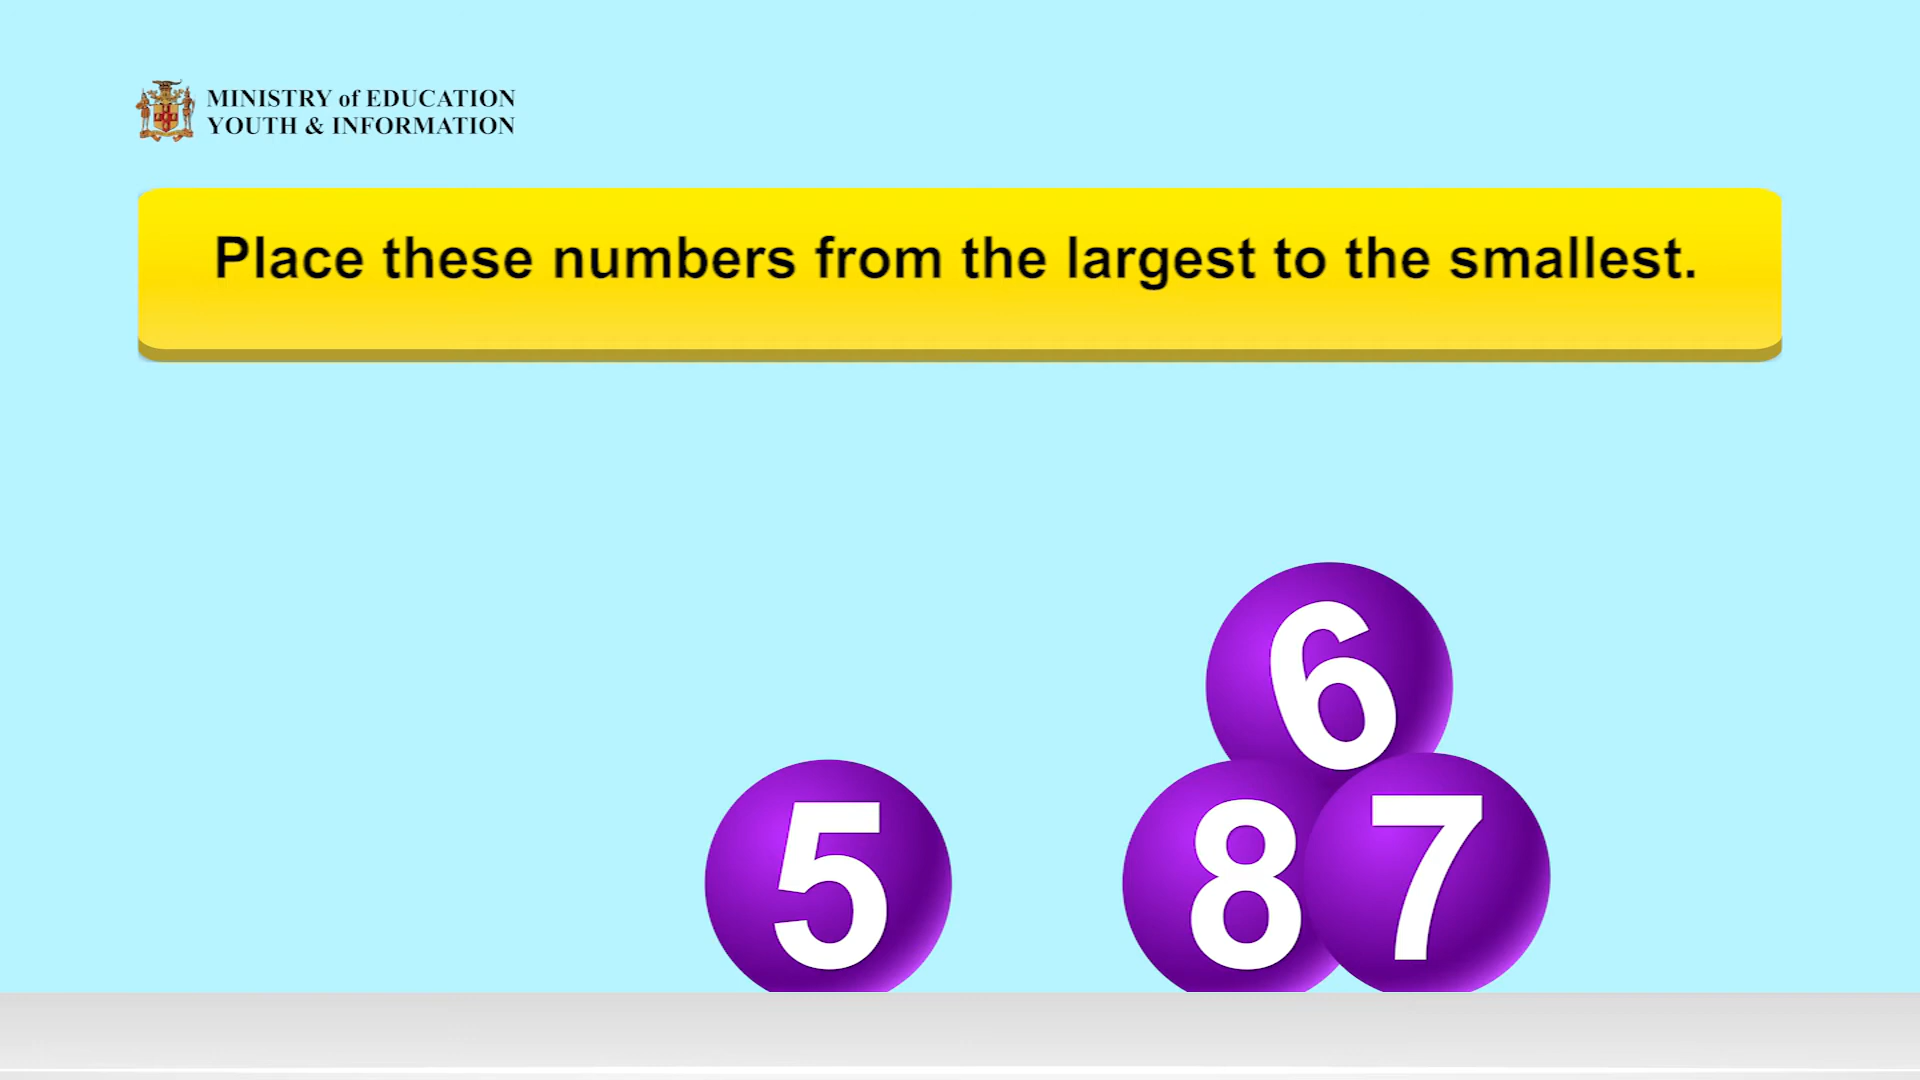 MINISTRY of EDUCATION
YOUTH & INFORMATION
Place these numbers from the largest to the smallest.
6
5
8
7